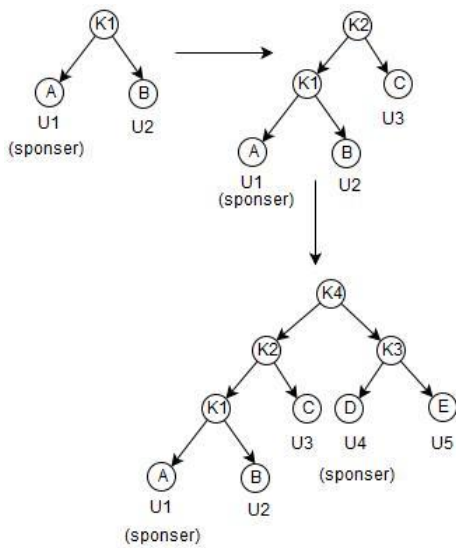 K1
A
B
U1
U2
(sponser)
K2
K1
C
U3
A
B
U1
U2
(sponser)
K4
K2
K3
K1
C
D
E
U3
U4
U5
A
B
(sponser)
U1
U2
(sponser)